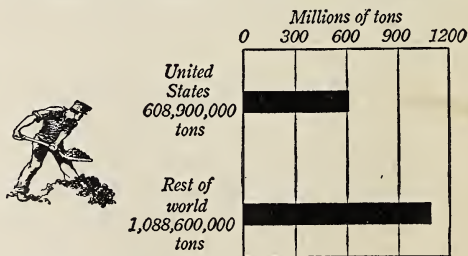 Millions of tons
0 300 600 900 1200
United
States
608,900,000
tons
Rest of
world
1,088,600,000
tons